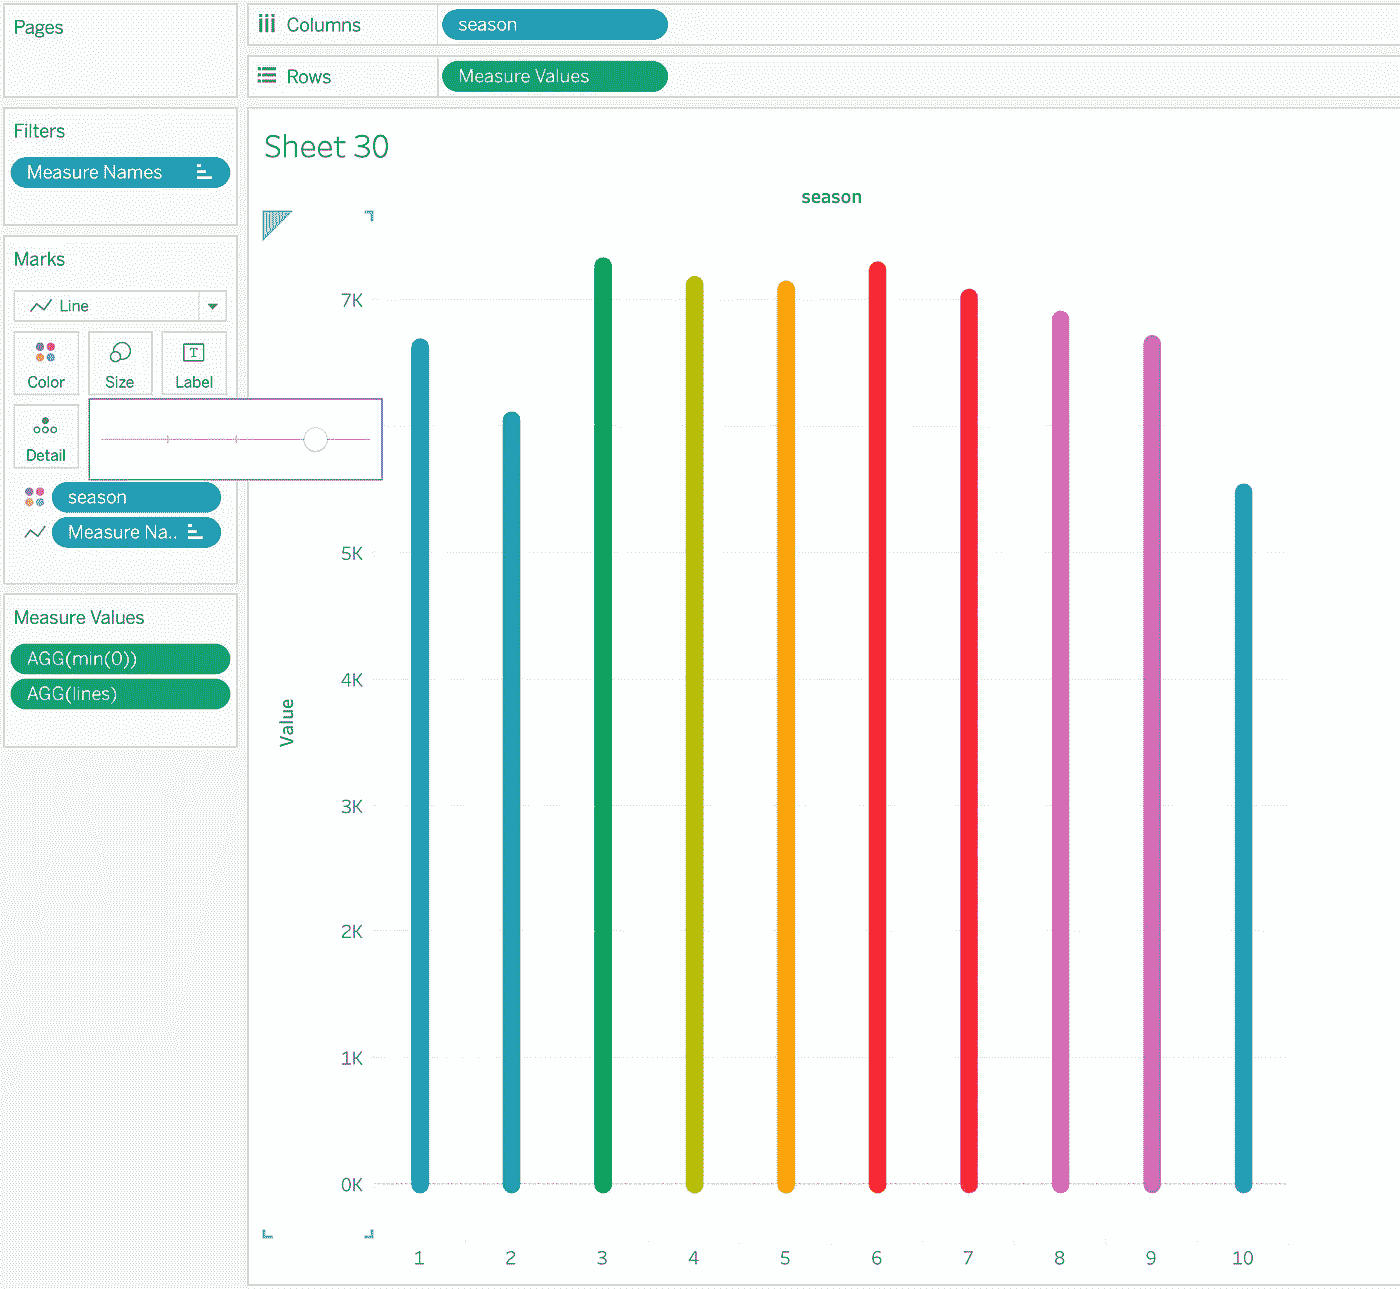 Pages
Columns
season
Rows
Measure Values
Filters
Measure Names
Sheet 30
season
Marks
Line
Color
Size
Label
Detail
season
Measure Na..
Measure Values
AGG(min(0))
AGG(lines)
Value
7K
5K
4K
3K
2K
1K
0K
1 2 3 4 5 6 7 8 9 10